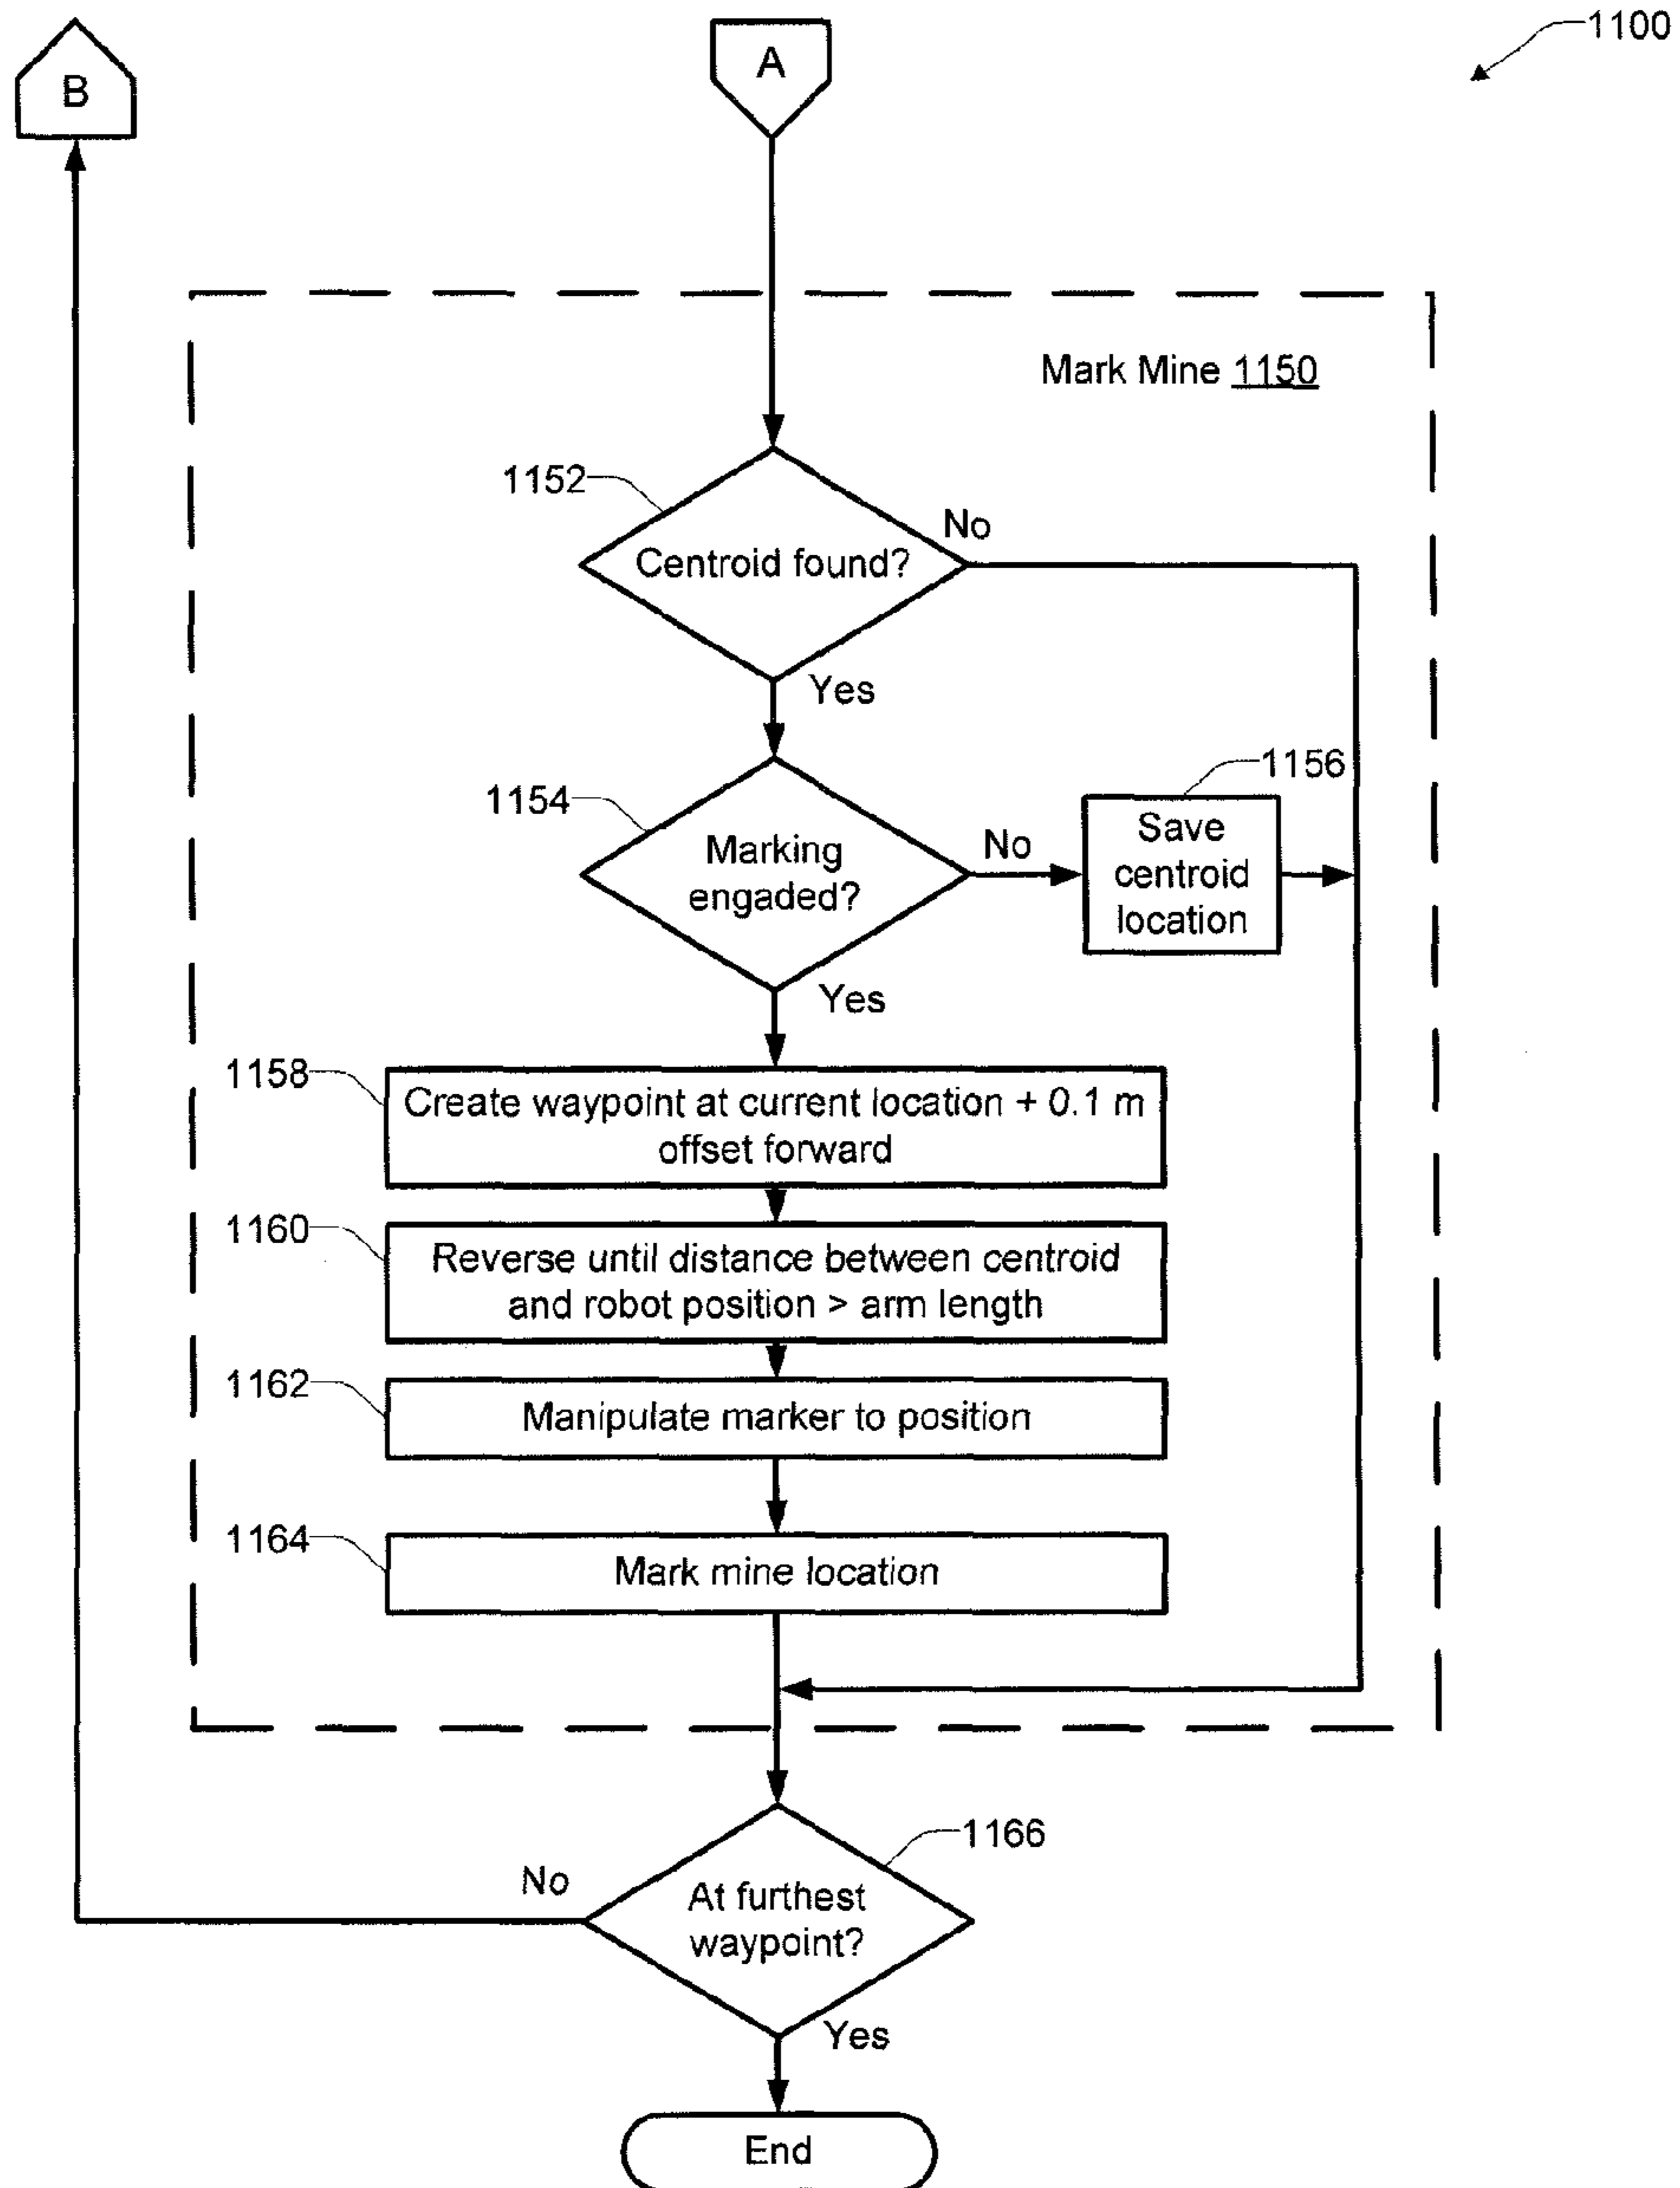 1100
B
A
Mark Mine 1150
1152
Centroid found?
No
Yes
1154
Marking
engaded?
No
1156
Save
centroid
location
Yes
1158
Create waypoint at current location + 0.1 m
offset forward
1160
Reverse until distance between centroid
and robot position > arm length
1162
Manipulate marker to position
1164
Mark mine location
1166
No
At furthest
waypoint?
Yes
End